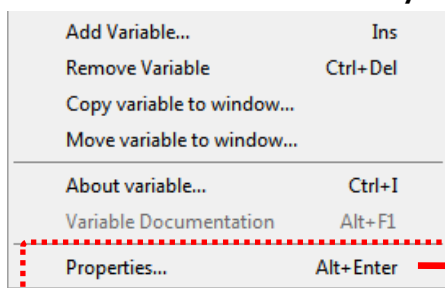 Add Variable... Ins
Remove Variable Ctrl+Del
Copy variable to window...
Move variable to window...
About variable... Ctrl+I
Variable Documentation Alt+F1
Properties... Alt+Enter